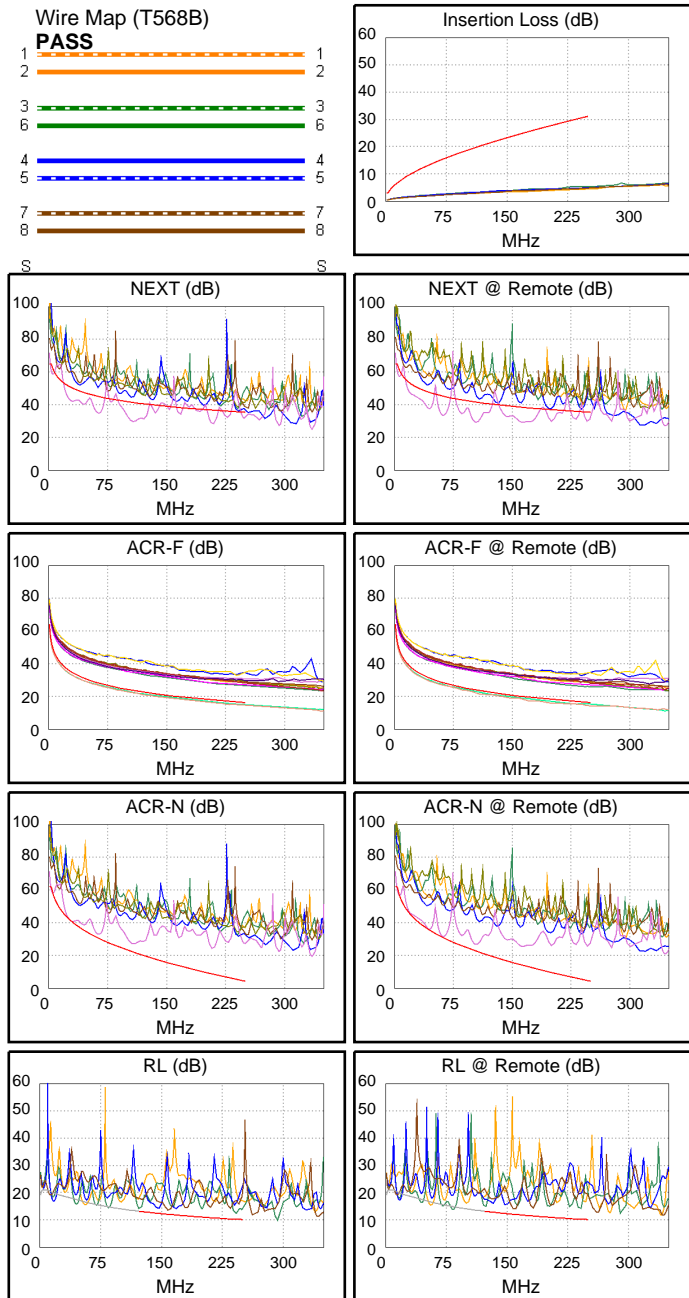 Wire Map (T568B)
PASS
1 1
2 2
3 3
6 6
4 4
5 5
7 7
8 8
S S
Insertion Loss (dB)
60
50
40
30
20
10
0
0 75 150 225 300
MHz
NEXT (dB)
100
80
60
40
20
0
0 75 150 225 300
MHz
NEXT @ Remote (dB)
100
80
60
40
20
0
0 75 150 225 300
MHz
ACR-F (dB)
100
80
60
40
20
0
0 75 150 225 300
MHz
ACR-F @ Remote (dB)
100
80
60
40
20
0
0 75 150 225 300
MHz
ACR-N (dB)
100
80
60
40
20
0
0 75 150 225 300
MHz
ACR-N @ Remote (dB)
100
80
60
40
20
0
0 75 150 225 300
MHz
RL (dB)
60
50
40
30
20
10
0
0 75 150 225 300
MHz
RL @ Remote (dB)
60
50
40
30
20
10
0
0 75 150 225 300
MHz